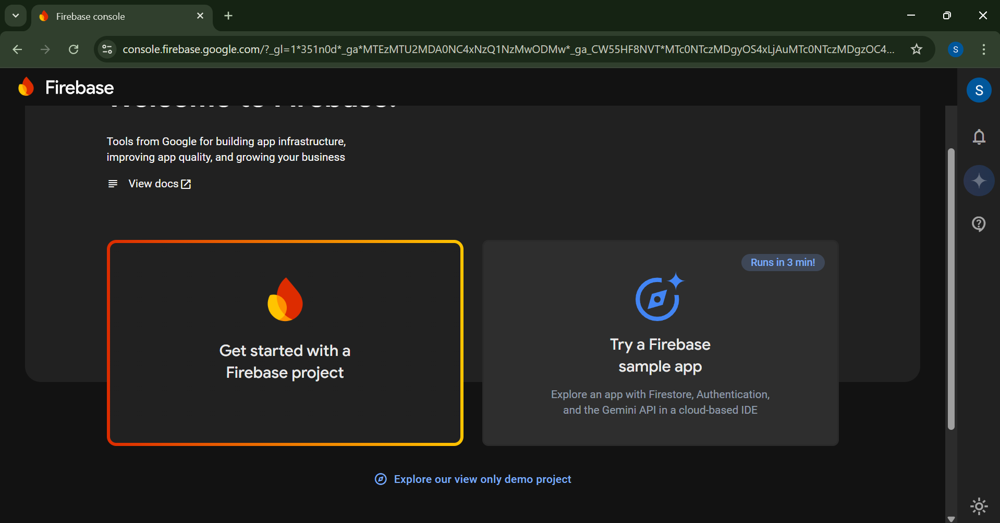 Firebase console
console.firebase.google.com/?_gl=1*351n0d*_ga*MTEzMTU2MDA0NC4xNzQ1NzMwODMw*_ga_CW55HF8NVT*MTc0NTczMDgyOS4xLjAuMTc0NTczMDgzOC4...
S
Firebase
S
Welcome to Firebase!
Tools from Google for building app infrastructure,
improving app quality, and growing your business
View docs
Runs in 3 min!
Get started with a
Firebase project
Try a Firebase
sample app
Explore an app with Firestore, Authentication,
and the Gemini API in a cloud-based IDE
Explore our view only demo project